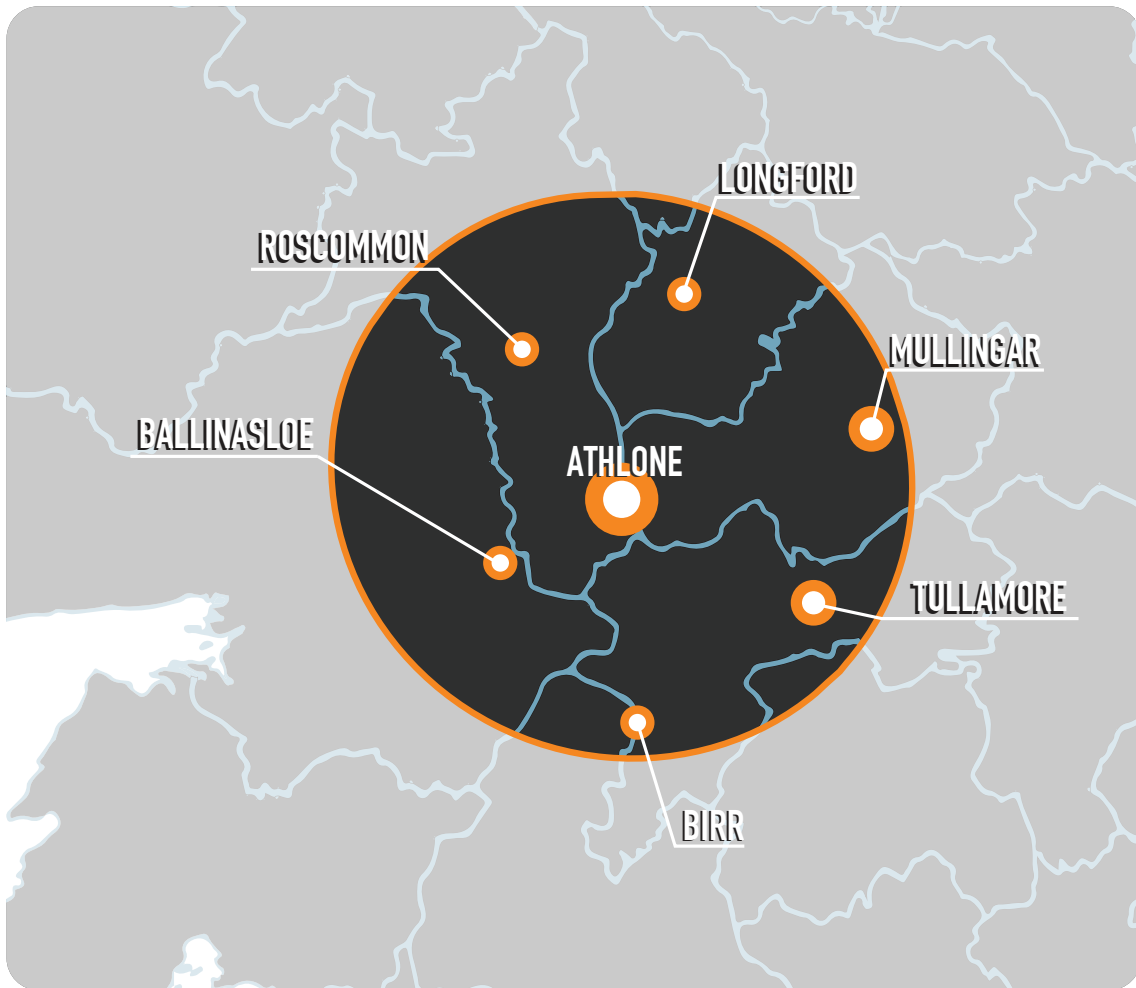 LONGFORD
ROSCOMMON
MULLINGAR
BALLINASLOE
ATHLONE
TULLAMORE
BIRR